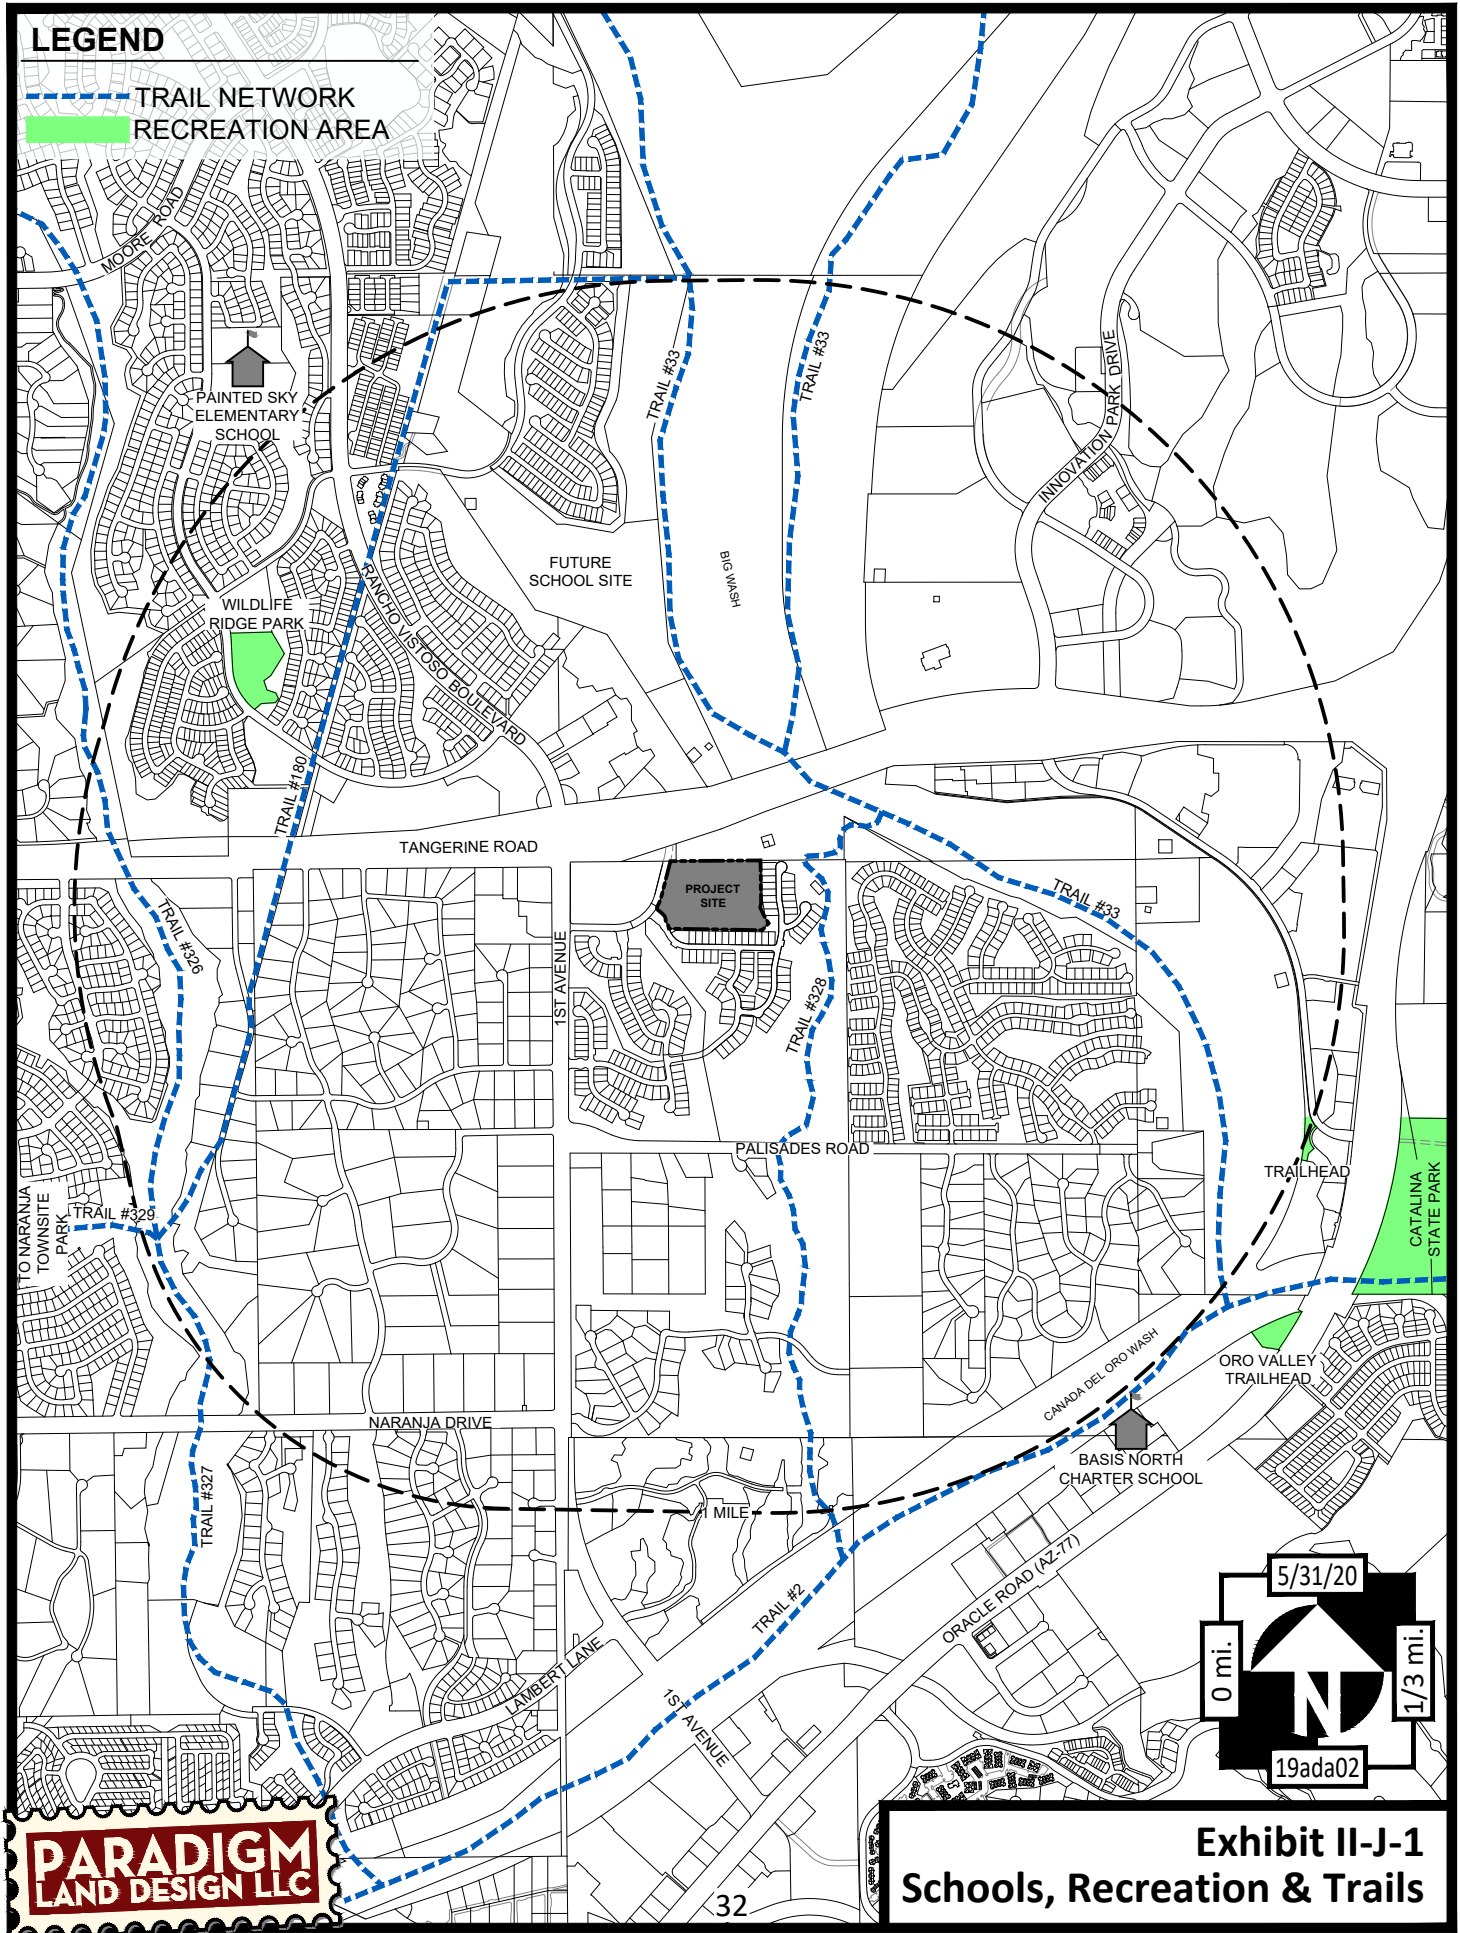 LEGEND
TRAIL NETWORK
RECREATION AREA
MOORE ROAD
PAINTED SKY
ELEMENTARY
SCHOOL
TRAIL #33
TRAIL #33
INNOVATION PARK DRIVE
FUTURE
SCHOOL SITE
BIG WASH
WILDLIFE
RIDGE PARK
RANCHO VISTOSO BOULEVARD
TRAIL #180
TANGERINE ROAD
PROJECT
SITE
TRAIL #33
TRAIL #326
1ST AVENUE
TRAIL #328
PALISADES ROAD
TRAILHEAD
CATALINA
STATE PARK
TO NARANJA
TOWNSITE
PARK
TRAIL #329
CANADA DEL ORO WASH
ORO VALLEY
TRAILHEAD
NARANJA DRIVE
BASIS NORTH
CHARTER SCHOOL
TRAIL #327
1 MILE
ORACLE ROAD (AZ-77)
TRAIL #2
LAMBERT LANE
1ST AVENUE
5/31/20
0 mi.
1/3 mi.
N
19ada02
PARADIGM
LAND DESIGN LLC
32
Exhibit II-J-1
Schools, Recreation & Trails